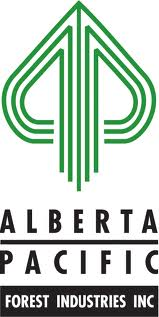 ALBERTA
PACIFIC
FOREST INDUSTRIES INC